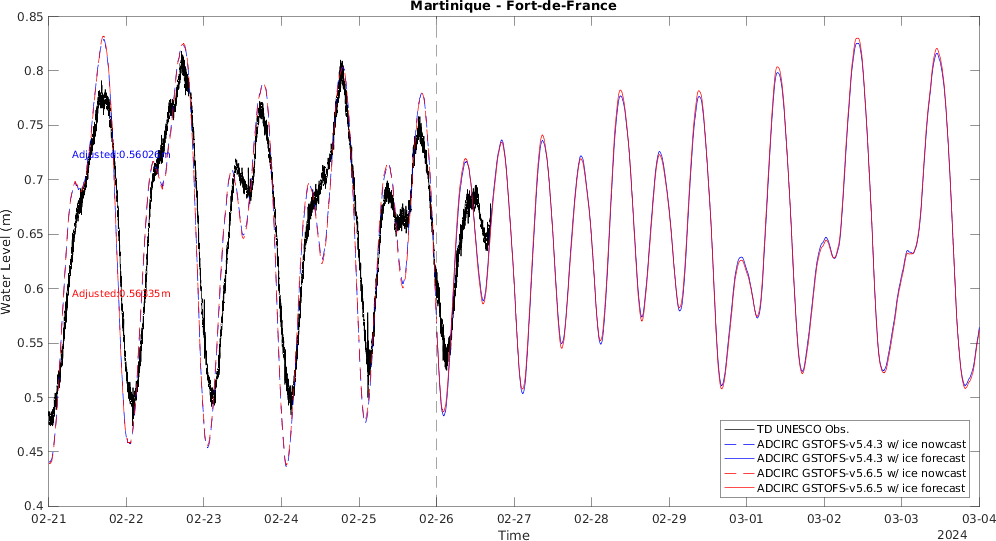 Martinique - Fort-de-France
0.85
0.8
0.75
0.7
0.65
0.6
0.55
0.5
0.45
0.4
Water Level (m)
Adjusted:0.56026m
Adjusted:0.56335m
TD UNESCO Obs.
ADCIRC GSTOFS-v5.4.3 w/ ice nowcast
ADCIRC GSTOFS-v5.4.3 w/ ice forecast
ADCIRC GSTOFS-v5.6.5 w/ ice nowcast
ADCIRC GSTOFS-v5.6.5 w/ ice forecast
02-21 02-22 02-23 02-24 02-25 02-26 02-27 02-28 02-29 03-01 03-02 03-03 03-04
Time
2024